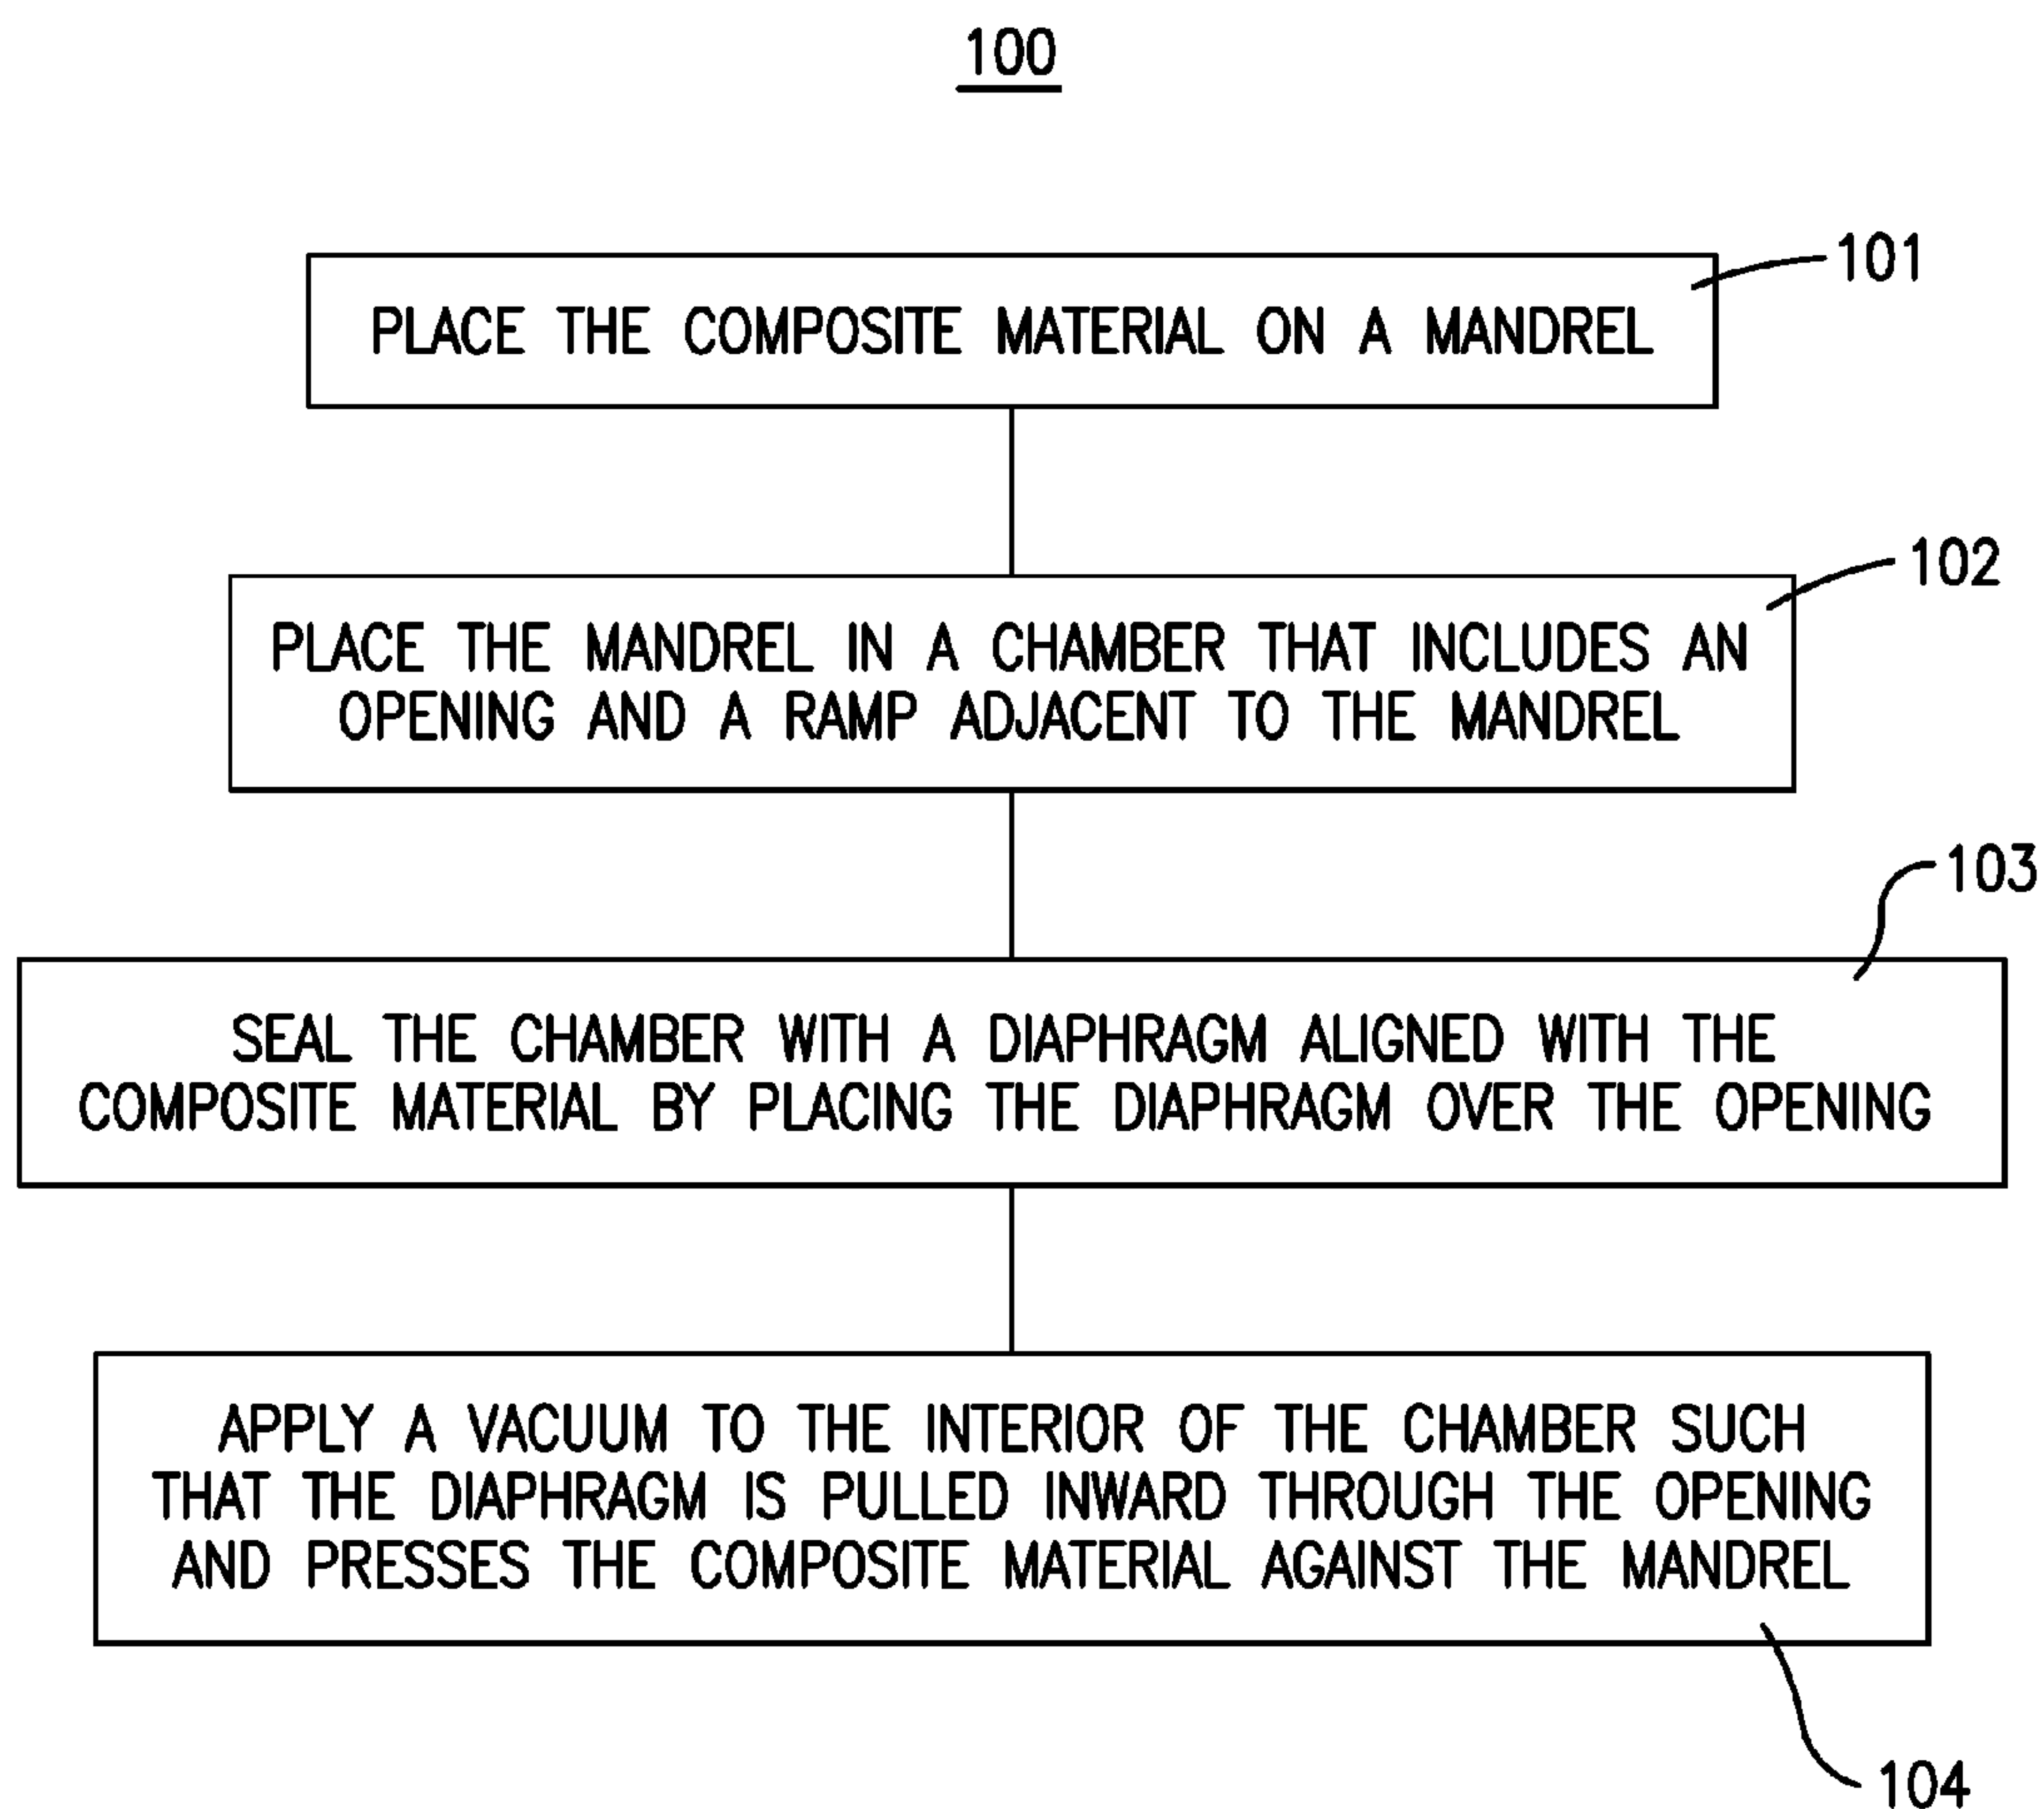 100
101
PLACE THE COMPOSITE MATERIAL ON A MANDREL
102
PLACE THE MANDREL IN A CHAMBER THAT INCLUDES AN
OPENING AND A RAMP ADJACENT TO THE MANDREL
103
SEAL THE CHAMBER WITH A DIAPHRAGM ALIGNED WITH THE
COMPOSITE MATERIAL BY PLACING THE DIAPHRAGM OVER THE OPENING
APPLY A VACUUM TO THE INTERIOR OF THE CHAMBER SUCH
THAT THE DIAPHRAGM IS PULLED INWARD THROUGH THE OPENING
AND PRESSES THE COMPOSITE MATERIAL AGAINST THE MANDREL
104